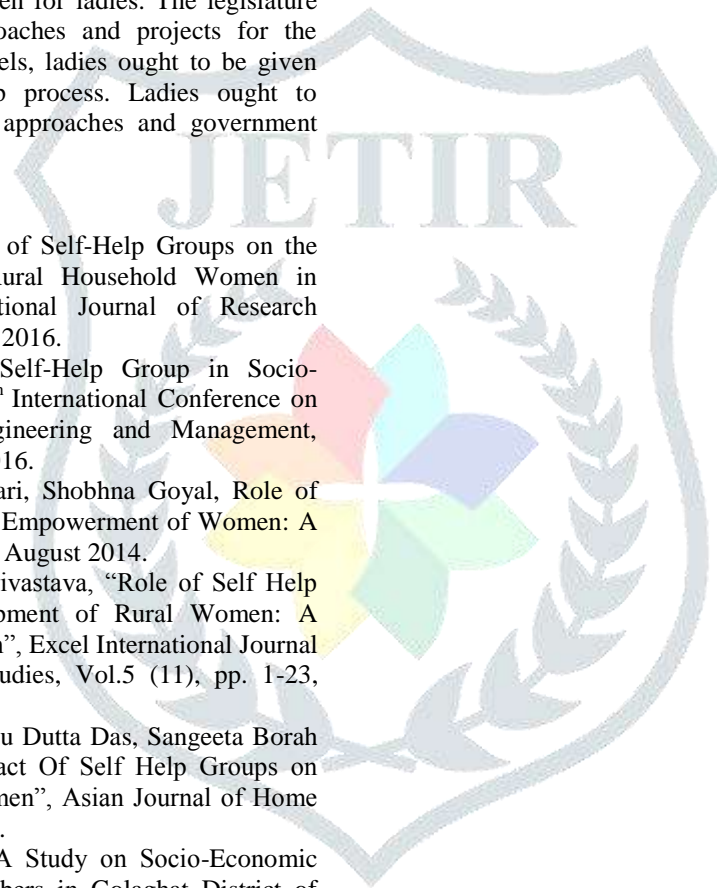 en for ladies. The legislature
oaches and projects for the
els, ladies ought to be given
p process. Ladies ought to
approaches and government
JETIR
of Self-Help Groups on the
ural Household Women in
tional Journal of Research
2016.
Self-Help Group in Socio-
h International Conference on
gineering and Management,
16.
ari, Shobhna Goyal, Role of
Empowerment of Women: A
August 2014.
ivastava, “Role of Self Help
pment of Rural Women: A
n”, Excel International Journal
udies, Vol.5 (11), pp. 1-23,
u Dutta Das, Sangeeta Borah
act Of Self Help Groups on
men”, Asian Journal of Home
.
A Study on Socio-Economic
bers in Golaghat District of